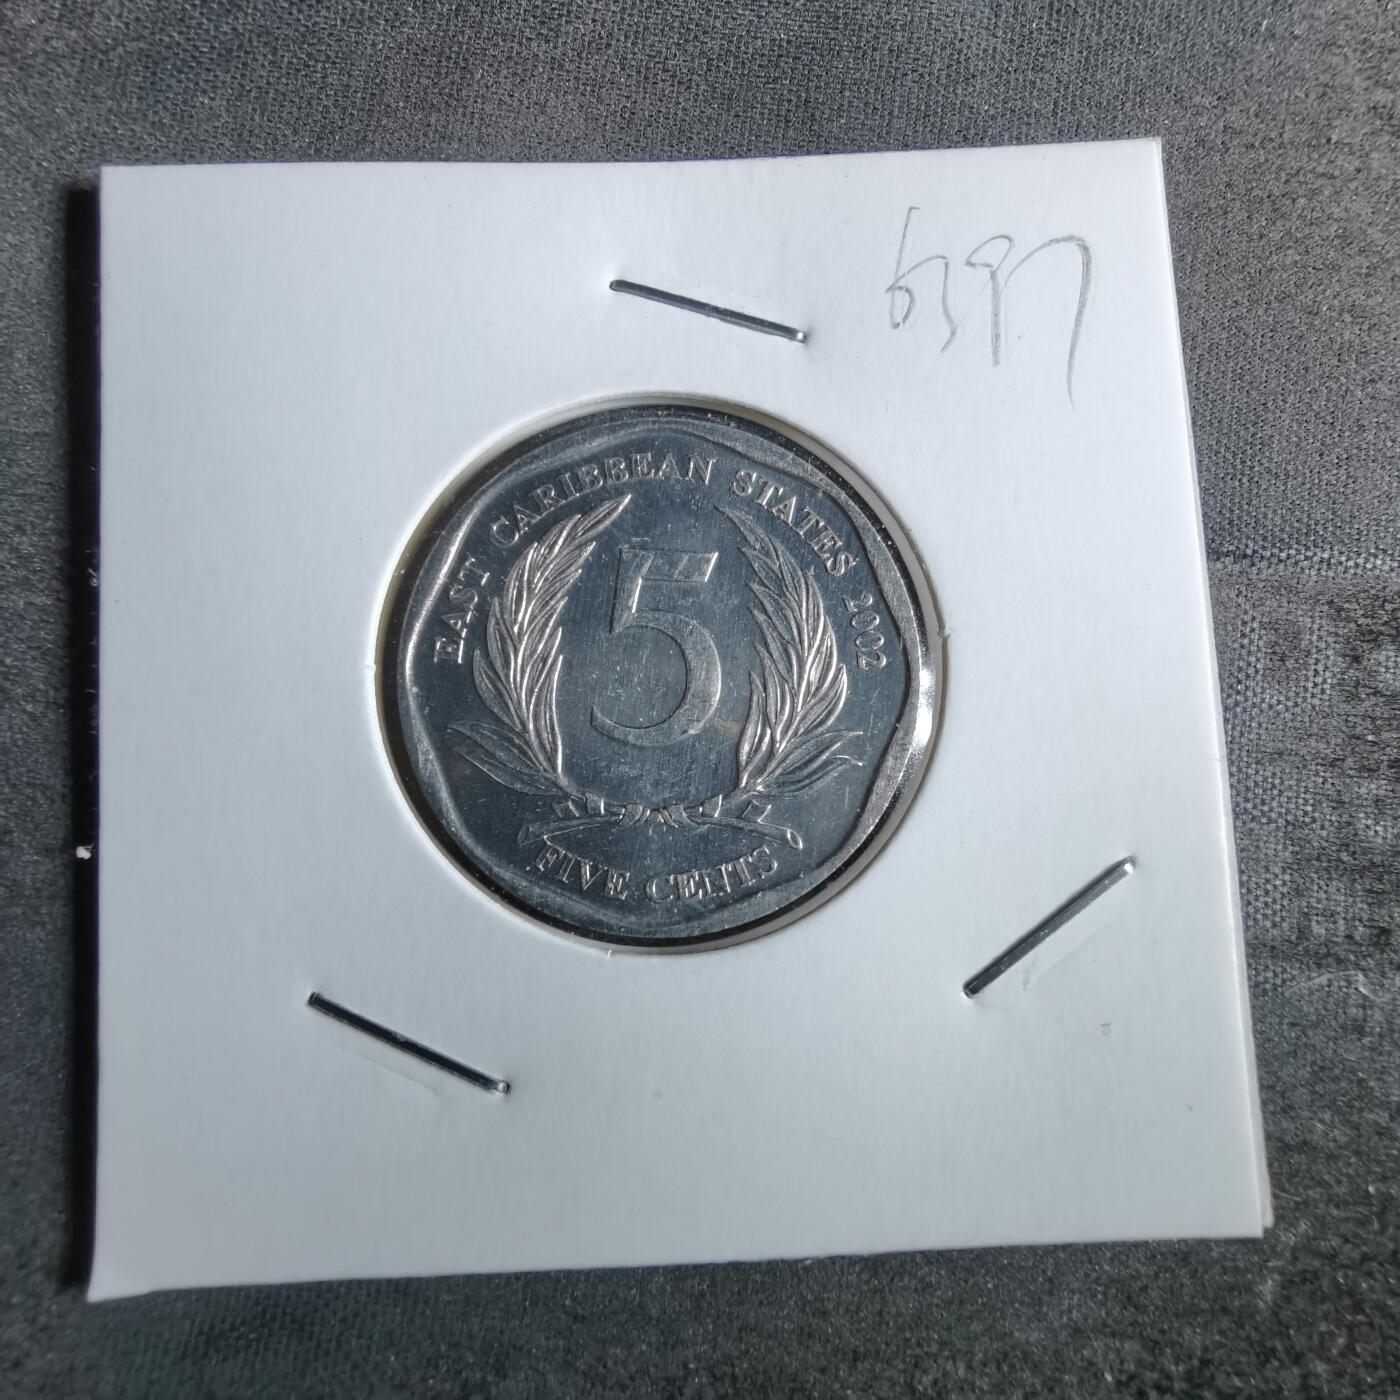 EAST CARIBBEAN STATES 2002
5
FIVE CENTS